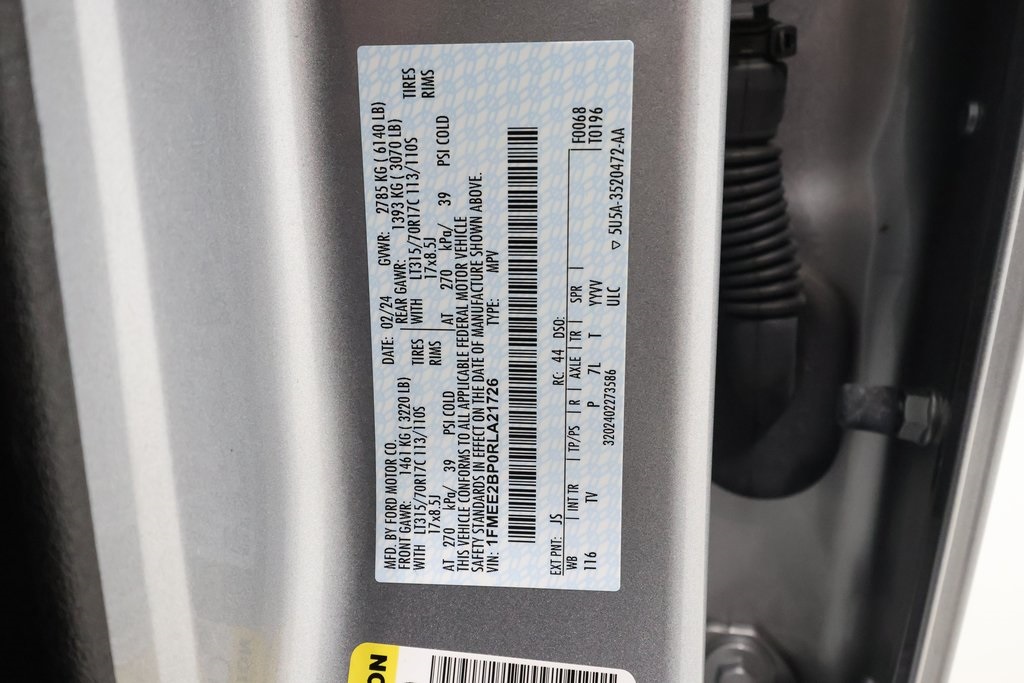 MFD. BY FORD MOTOR CO. DATE: 02/24 GVWR: 2785 KG ( 6140 LB)
FRONT GAWR: 1461 KG ( 3220 LB) REAR GAWR: 1393 KG ( 3070 LB)
WITH LT315/70R17C 113/110S TIRES WITH LT315/70R17C 113/110S TIRES
17x8.5J RIMS 17x8.5J RIMS
AT 270 kPa/ 39 PSI COLD AT 270 kPa/ 39 PSI COLD
THIS VEHICLE CONFORMS TO ALL APPLICABLE FEDERAL MOTOR VEHICLE
SAFETY STANDARDS IN EFFECT ON THE DATE OF MANUFACTURE SHOWN ABOVE.
VIN: 1FMEE2BP0RLA21726 TYPE: MPV
EXT PNT: JS RC: 44 DSO: F0068
WB | INT TR | TP/PS | R | AXLE | TR | SPR | T0196
116 TV P 7L T YYVV
3202402273586 ULC ▽ 5U5A-3520472-AA
ON